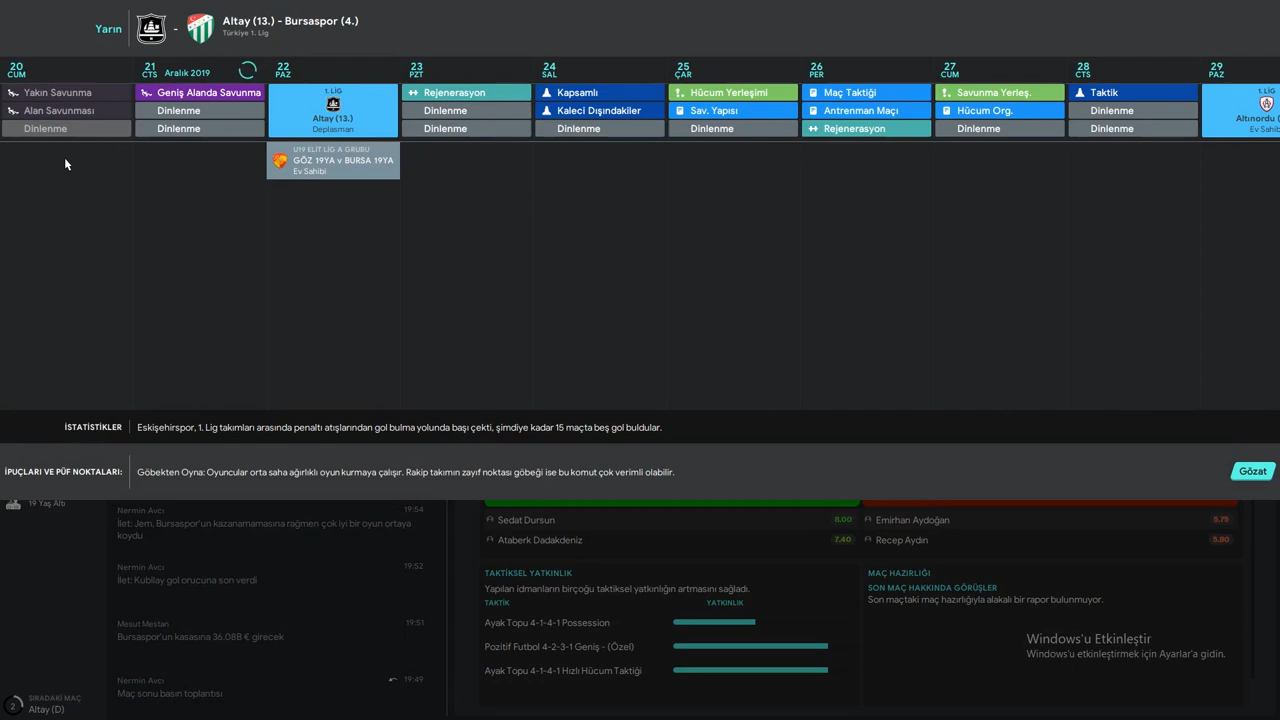 Yarın
Altay (13.) - Bursaspor (4.)
Türkiye 1. Lig
20
CUM
21
CTS
Aralık 2019
22
PAZ
23
PZT
24
SAL
25
ÇAR
26
PER
27
CUM
28
CTS
29
PAZ
Yakın Savunma
Alan Savunması
Dinlenme
Geniş Alanda Savunma
Dinlenme
Dinlenme
1. LİG
Altay (13.)
Deplasman
Rejenerasyon
Dinlenme
Dinlenme
Kapsamlı
Kaleci Dışındakiler
Dinlenme
Hücum Yerleşimi
Sav. Yapısı
Dinlenme
Maç Taktiği
Antrenman Maçı
Rejenerasyon
Savunma Yerleş.
Hücum Org.
Dinlenme
Taktik
Dinlenme
Dinlenme
1. LİG
Altınordu (
Ev Sahib
U19 ELİT LİG A GRUBU
GÖZ 19YA v BURSA 19YA
Ev Sahibi
İSTATİSTİKLER
Eskişehirspor, 1. Lig takımları arasında penaltı atışlarından gol bulma yolunda başı çekti, şimdiye kadar 15 maçta beş gol buldular.
İPUÇLARI VE PÜF NOKTALARI:
Göbekten Oyna: Oyuncular orta saha ağırlıklı oyun kurmaya çalışır. Rakip takımın zayıf noktası göbeği ise bu komut çok verimli olabilir.
Gözat
19 Yaş Altı
Nermin Avcı
19:54
İlet: Jem, Bursaspor'un kazanamamasına rağmen çok iyi bir oyun ortaya
koydu
Nermin Avcı
19:52
İlet: Kubilay gol orucuna son verdi
Mesut Mestan
19:51
Bursaspor'un kasasına 36.08B € girecek
Nermin Avcı
19:49
Maç sonu basın toplantısı
2
SIRADAKİ MAÇ
Altay (D)
Sedat Dursun
8.00
Ataberk Dadakdeniz
7.40
Emirhan Aydoğan
5.75
Recep Aydın
5.80
TAKTİKSEL YATKINLIK
Yapılan idmanların birçoğu taktiksel yatkınlığın artmasını sağladı.
TAKTİK
YATKINLIK
Ayak Topu 4-1-4-1 Possession
Pozitif Futbol 4-2-3-1 Geniş - (Özel)
Ayak Topu 4-1-4-1 Hızlı Hücum Taktiği
MAÇ HAZIRLIĞI
SON MAÇ HAKKINDA GÖRÜŞLER
Son maçtaki maç hazırlığıyla alakalı bir rapor bulunmuyor.
Windows'u Etkinleştir
Windows'u etkinleştirmek için Ayarlar'a gidin.